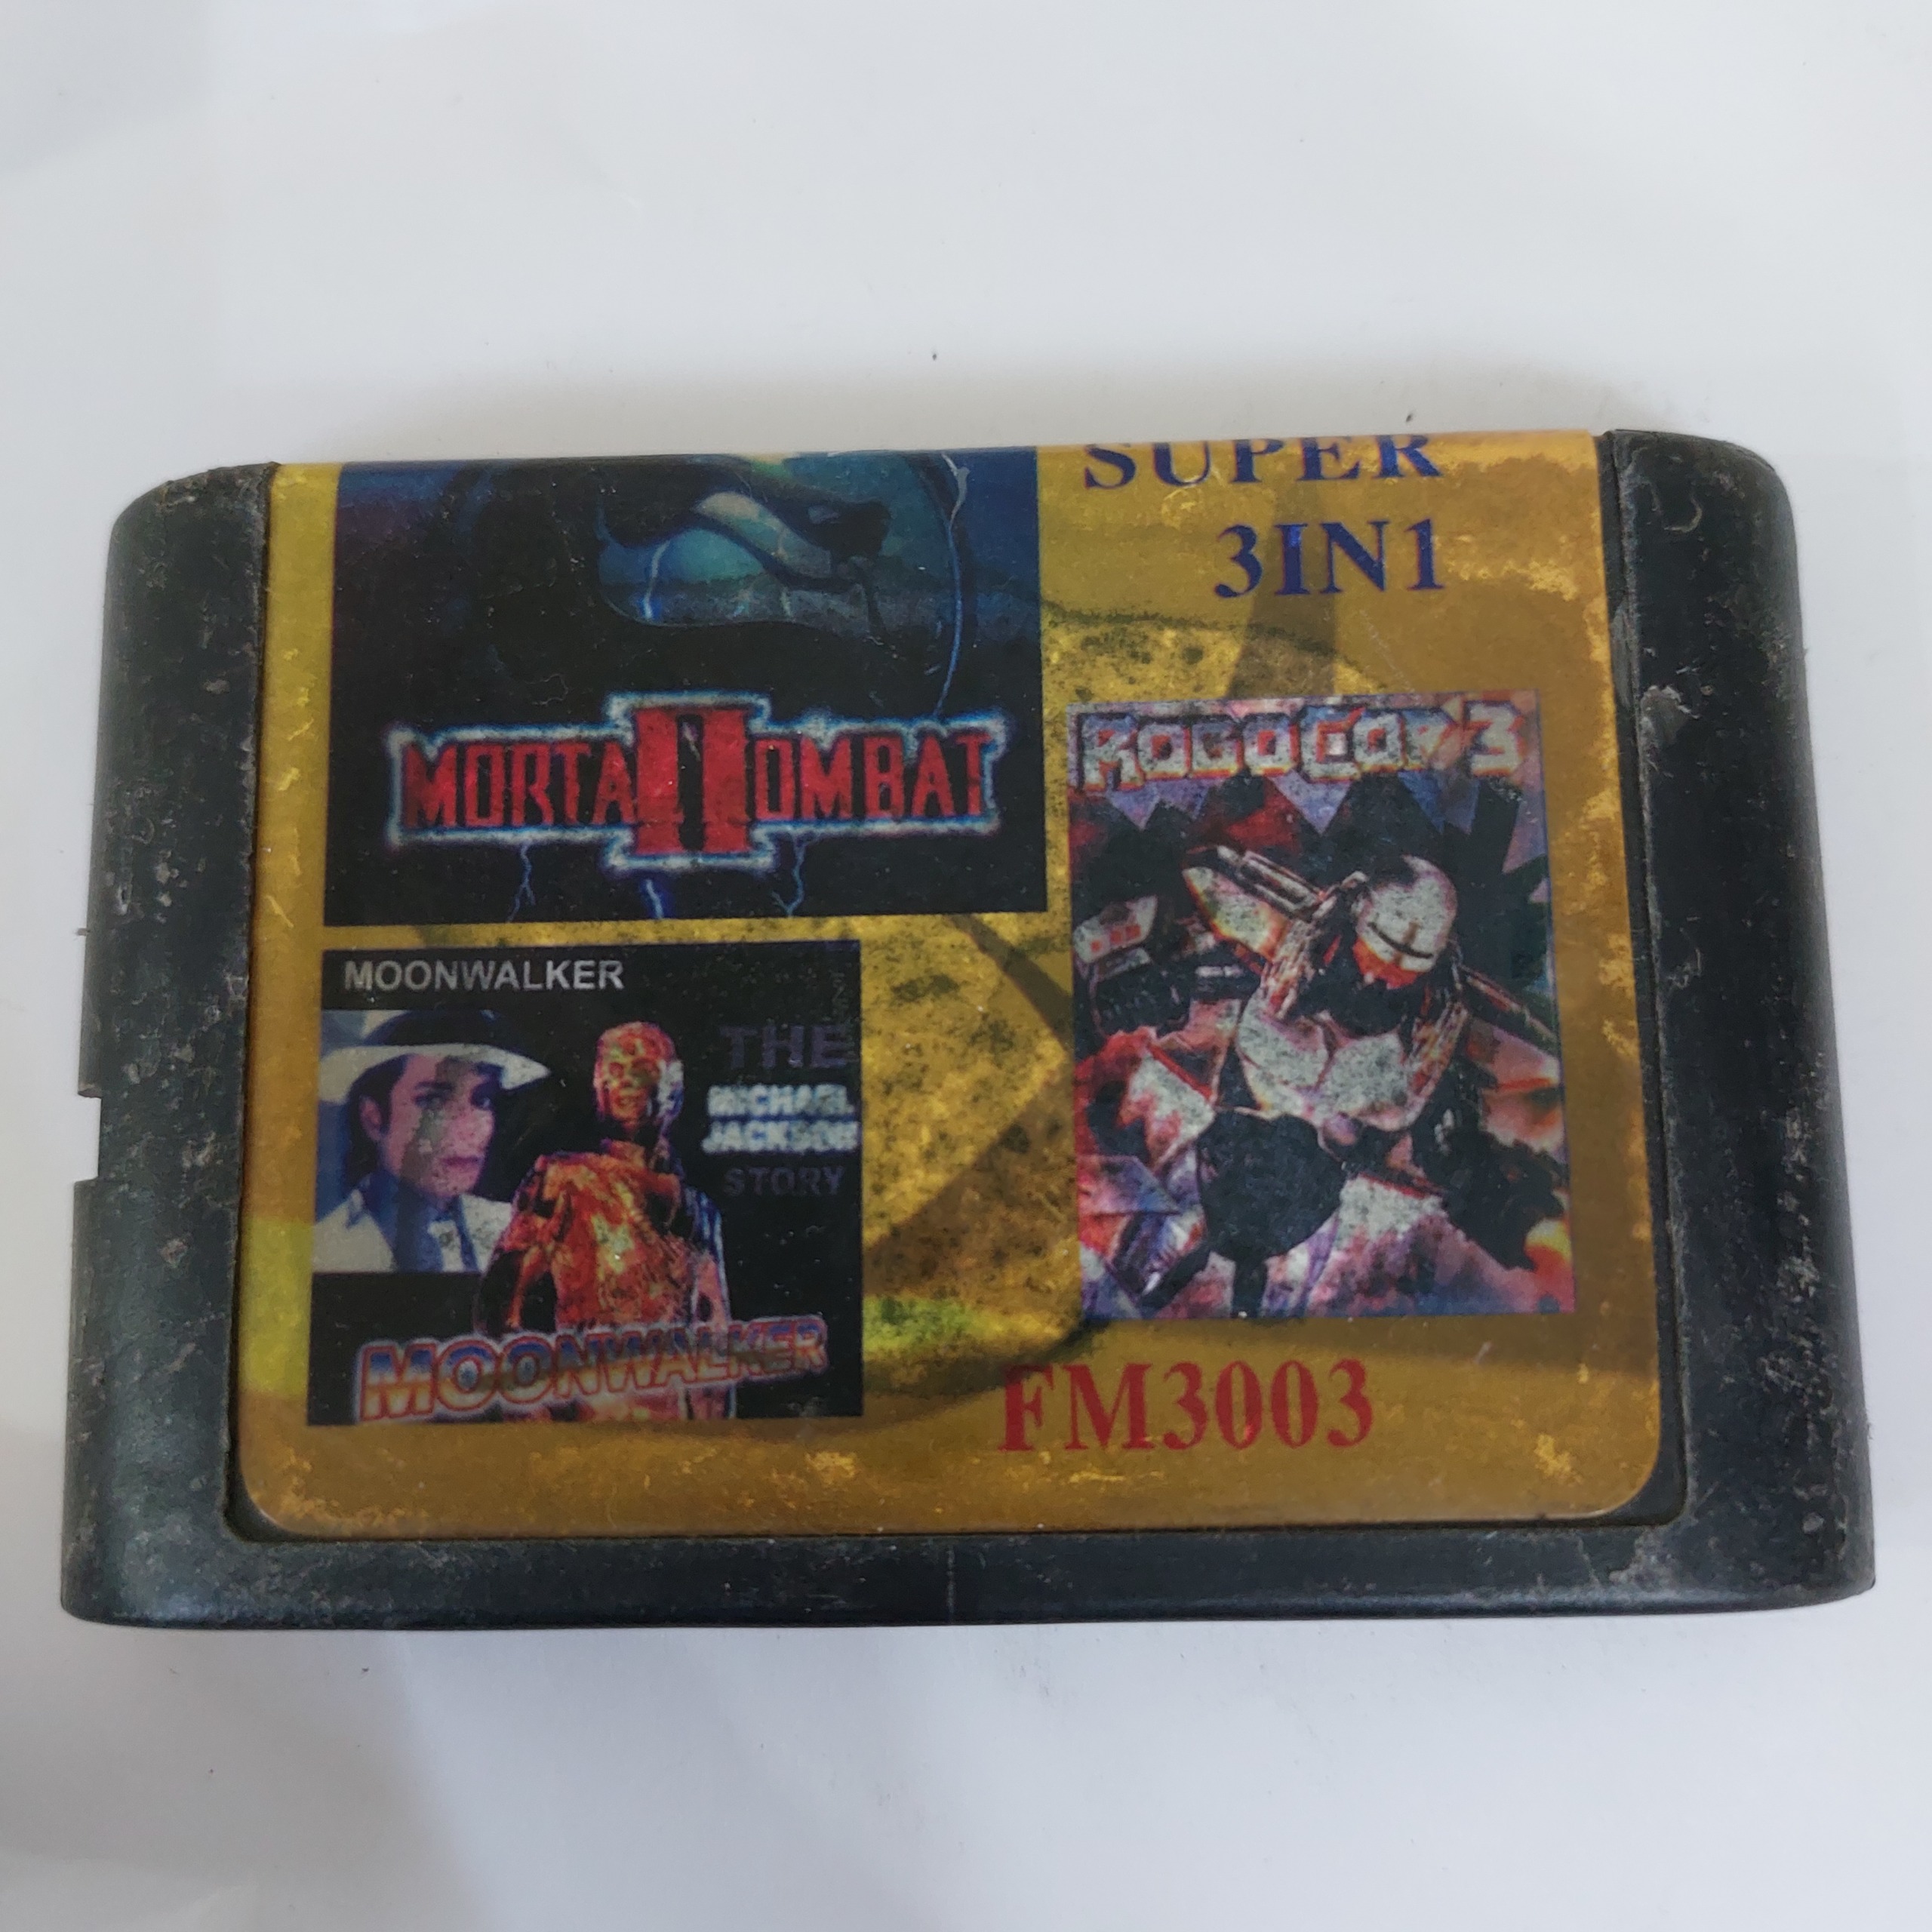 SUPER
3IN1
MORTAL KOMBAT
II
ROBOCOP 3
MOONWALKER
THE
MICHAEL
JACKSON
STORY
MOONWALKER
FM3003